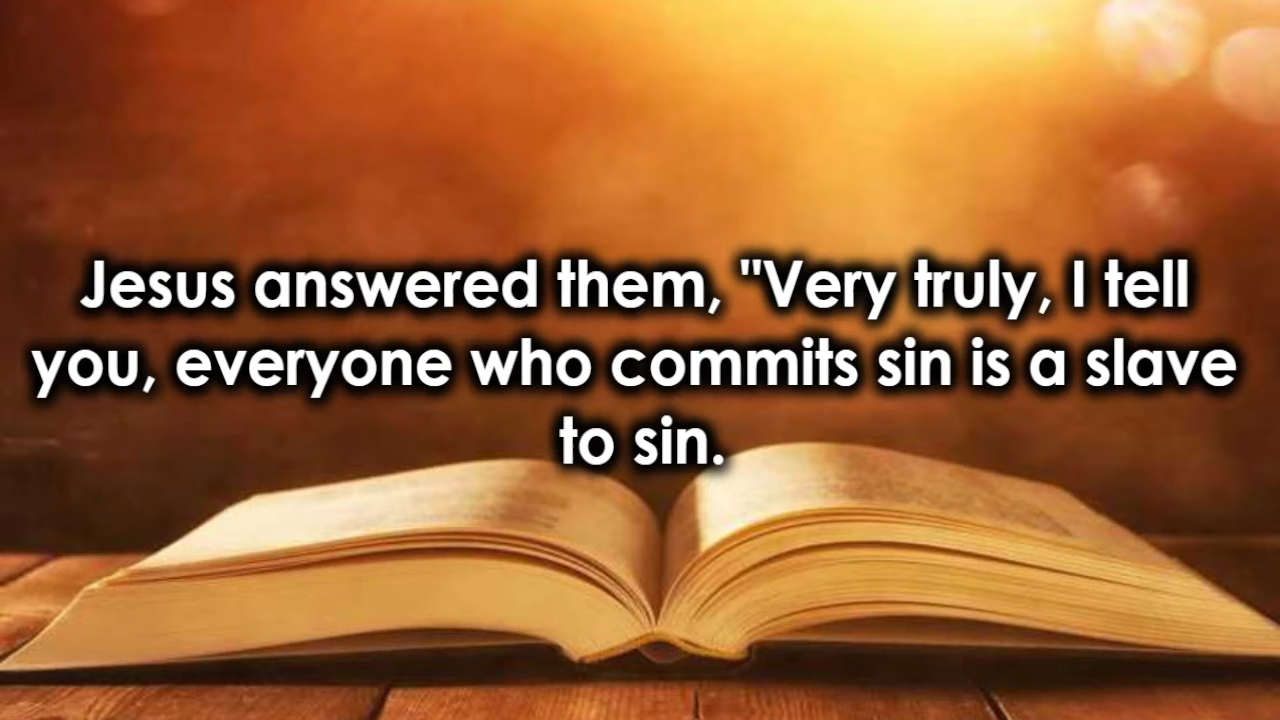 Jesus answered them, "Very truly, I tell
you, everyone who commits sin is a slave
to sin.